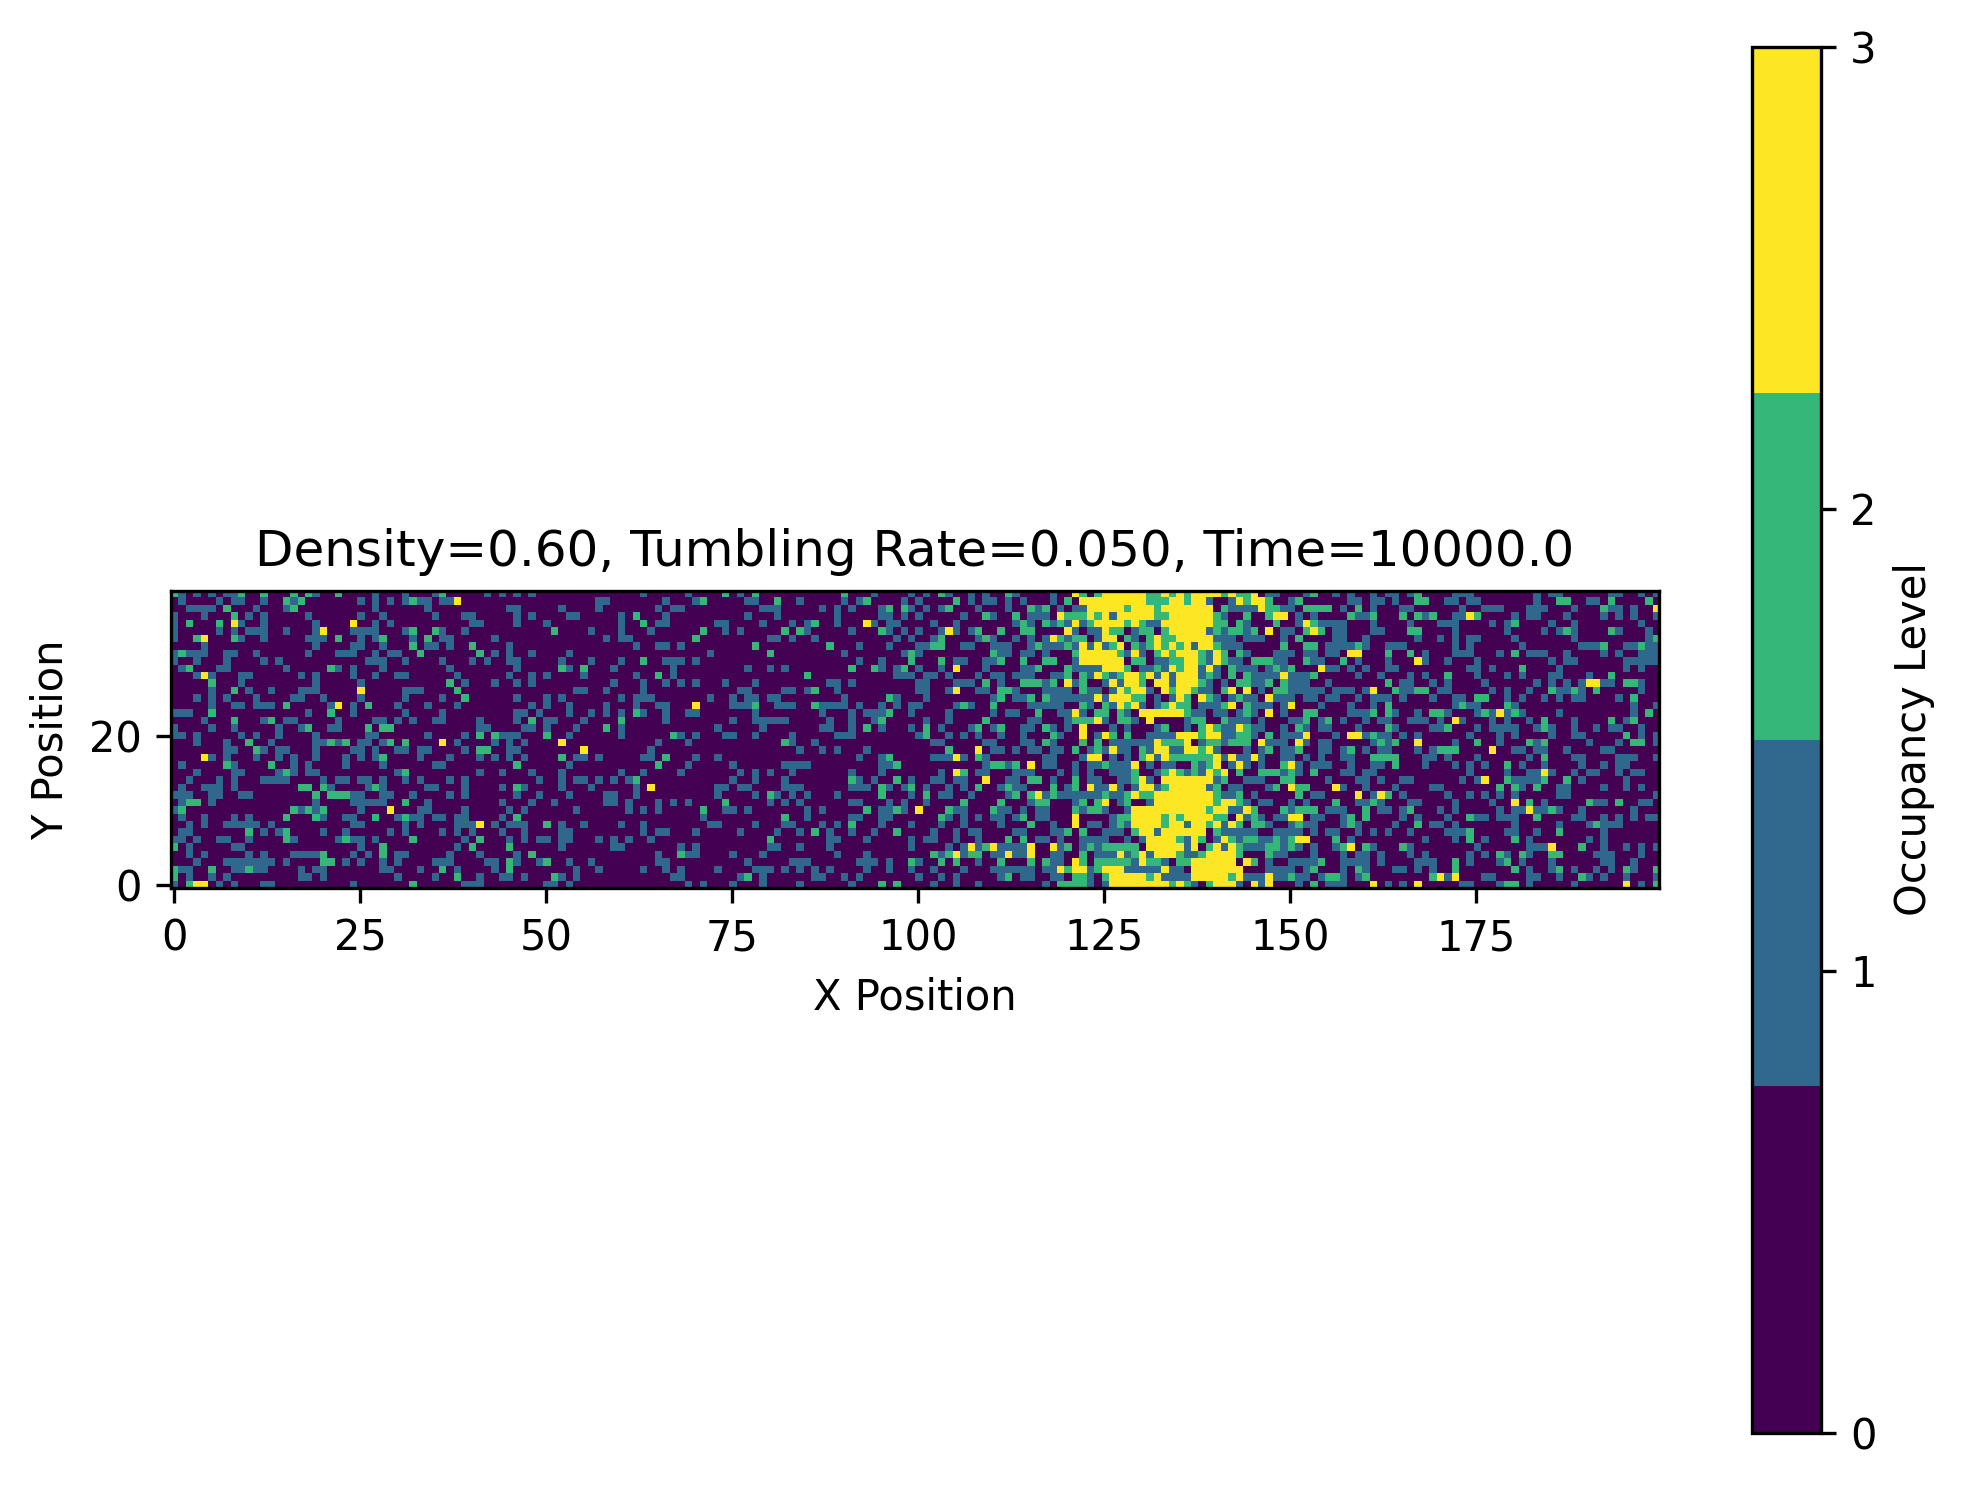 Density=0.60, Tumbling Rate=0.050, Time=10000.0
Y Position
20
0
0 25 50 75 100 125 150 175
X Position
3
2
1
0
Occupancy Level